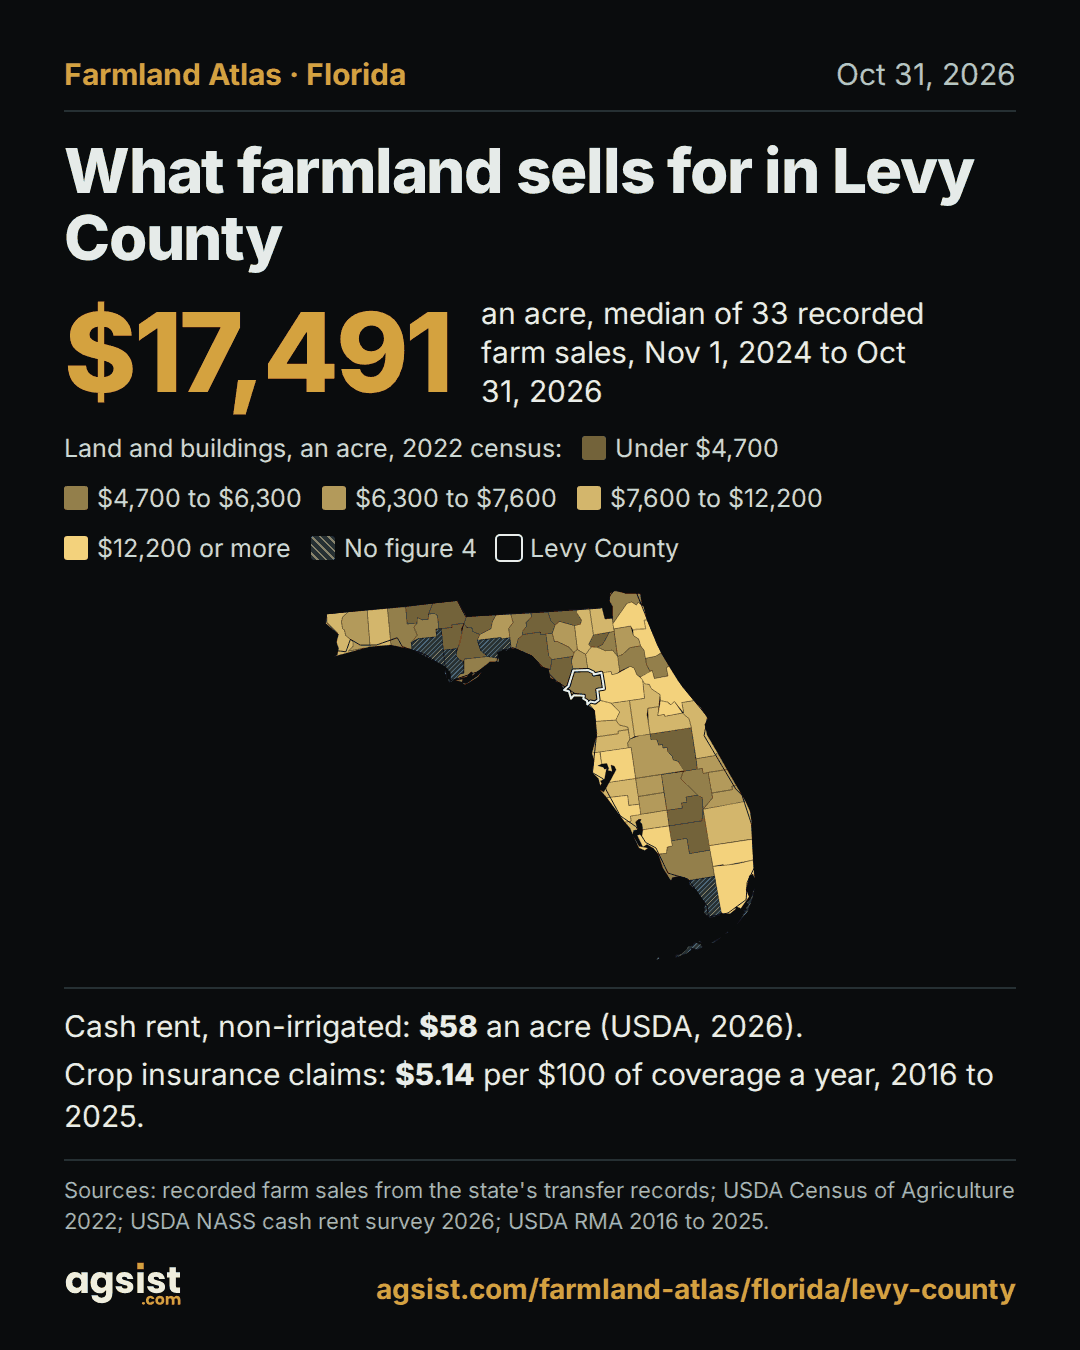 Farmland Atlas · Florida
Oct 31, 2026
What farmland sells for in Levy
County
$17,491
an acre, median of 33 recorded
farm sales, Nov 1, 2024 to Oct
31, 2026
Land and buildings, an acre, 2022 census: Under $4,700
$4,700 to $6,300 $6,300 to $7,600 $7,600 to $12,200
$12,200 or more No figure 4 Levy County
Cash rent, non-irrigated: $58 an acre (USDA, 2026).
Crop insurance claims: $5.14 per $100 of coverage a year, 2016 to
2025.
Sources: recorded farm sales from the state's transfer records; USDA Census of Agriculture
2022; USDA NASS cash rent survey 2026; USDA RMA 2016 to 2025.
agsist
.com
agsist.com/farmland-atlas/florida/levy-county